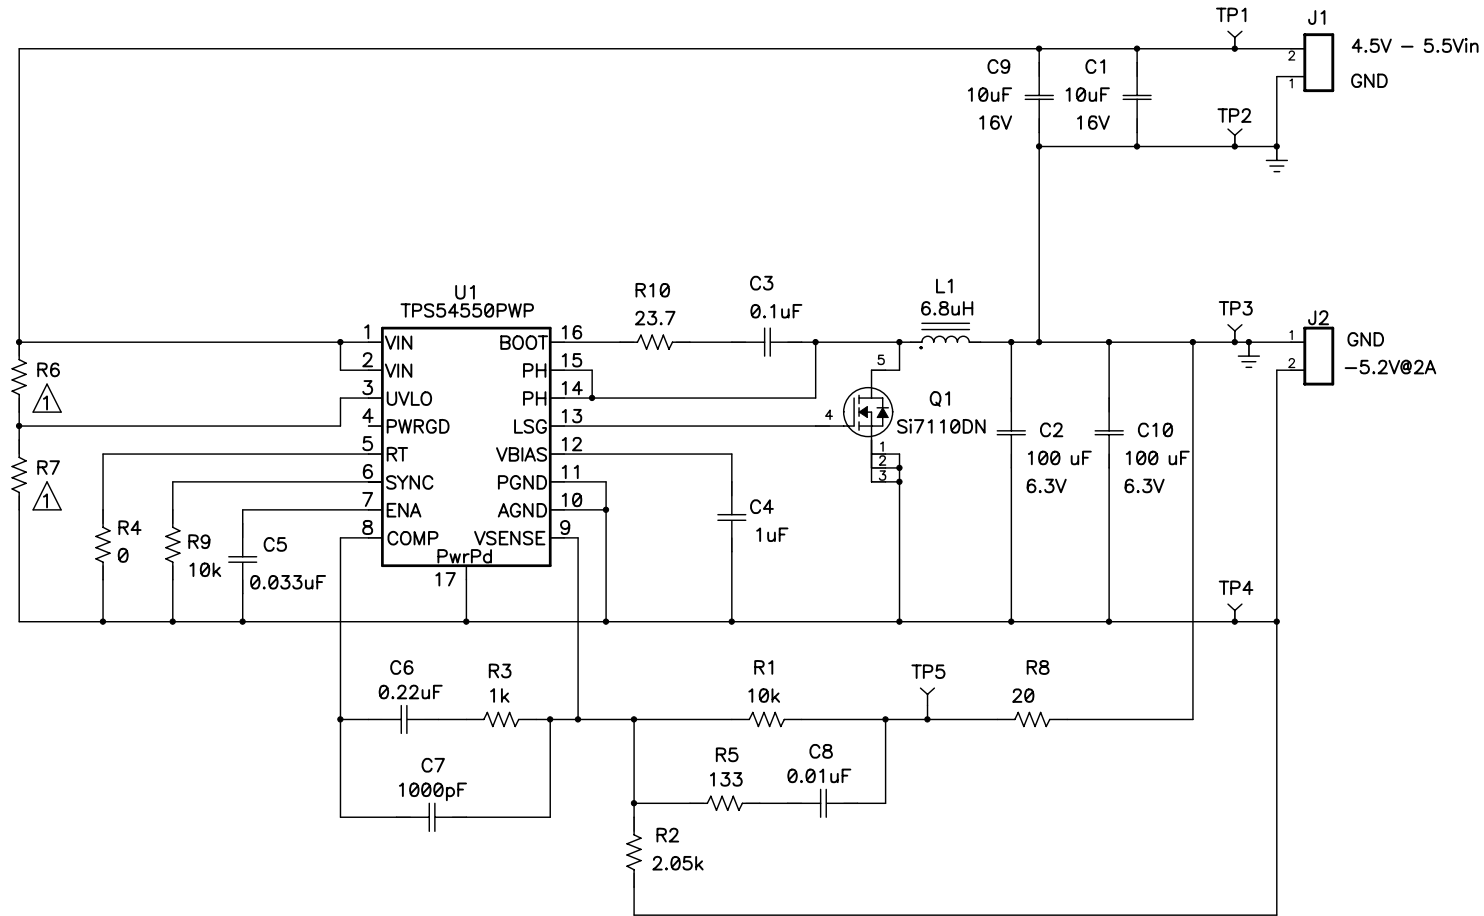 TP1
J1
4.5V – 5.5Vin
2
1
GND
C9
10uF
16V
C1
10uF
16V
TP2
U1
TPS54550PWP
1 VIN
2 VIN
3 UVLO
4 PWRGD
5 RT
6 SYNC
7 ENA
8 COMP
BOOT 16
PH 15
PH 14
LSG 13
VBIAS 12
PGND 11
AGND 10
VSENSE 9
PwrPd
17
R10
23.7
C3
0.1uF
L1
6.8uH
TP3
J2
1
2
GND
–5.2V@2A
R6
1
R7
1
5
4
1
2
3
Q1
Si7110DN
C2
100 uF
6.3V
C10
100 uF
6.3V
R4
0
R9
10k
C5
0.033uF
C4
1uF
TP4
C6
0.22uF
R3
1k
C7
1000pF
R1
10k
TP5
R8
20
R5
133
C8
0.01uF
R2
2.05k